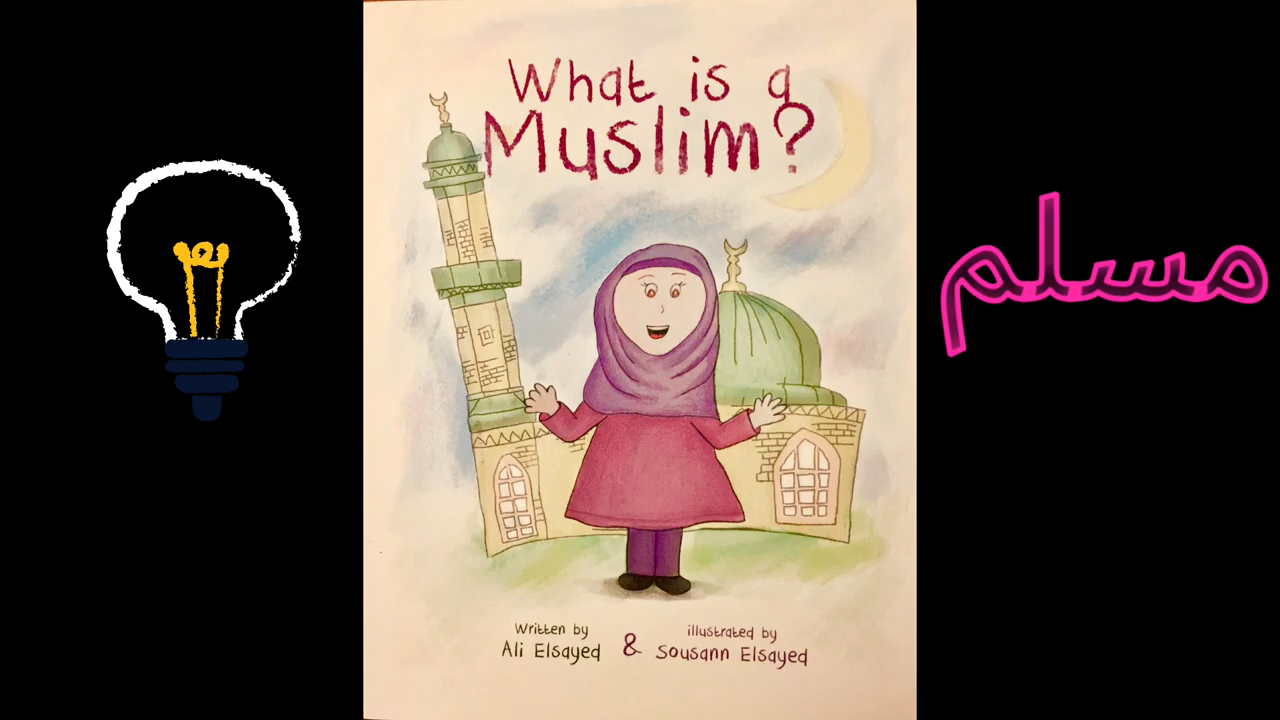 What is a
Muslim?
مسلم
Written by
Ali Elsayed
&
illustrated by
Sousann Elsayed